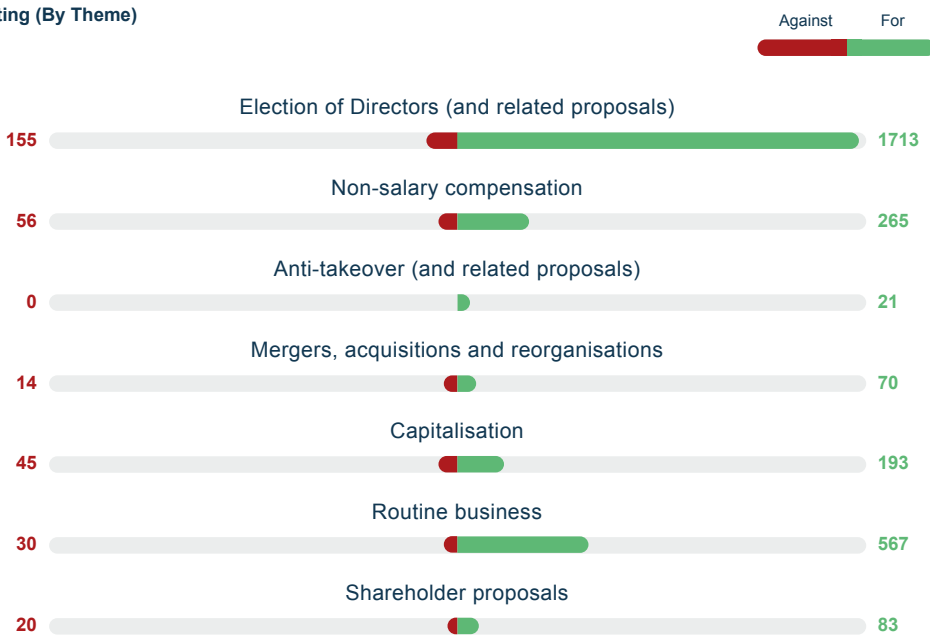 (By Theme)
Against For
Election of Directors (and related proposals)
155 1713
Non-salary compensation
56 265
Anti-takeover (and related proposals)
0 21
Mergers, acquisitions and reorganisations
14 70
Capitalisation
45 193
Routine business
30 567
Shareholder proposals
20 83